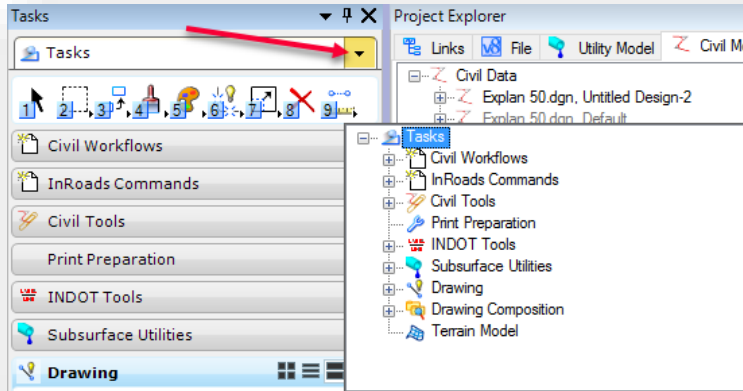 Tasks
Project Explorer
Tasks
Links File Utility Model Civil M
Civil Data
Explan 50.dgn, Untitled Design-2
Explan 50.dgn, Default
1 2 3 4 5 6 7 8 9
Civil Workflows
InRoads Commands
Civil Tools
Print Preparation
INDOT Tools
Subsurface Utilities
Drawing
Tasks
Civil Workflows
InRoads Commands
Civil Tools
Print Preparation
INDOT Tools
Subsurface Utilities
Drawing
Drawing Composition
Terrain Model